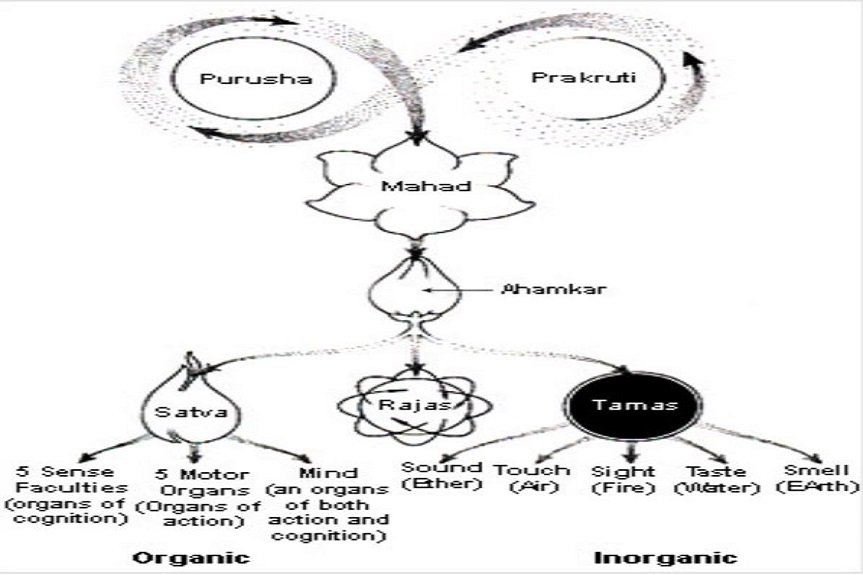 Purusha
Prakruti
Mahad
Ahamkar
Satva
Rajas
Tamas
5 Sense
Faculties
(organs of
cognition)
5 Motor
Organs
(Organs of
action)
Mind
(an organs
of both
action and
cognition)
Sound
(Ether)
Touch
(Air)
Sight
(Fire)
Taste
(Water)
Smell
(EArth)
Organic
Inorganic